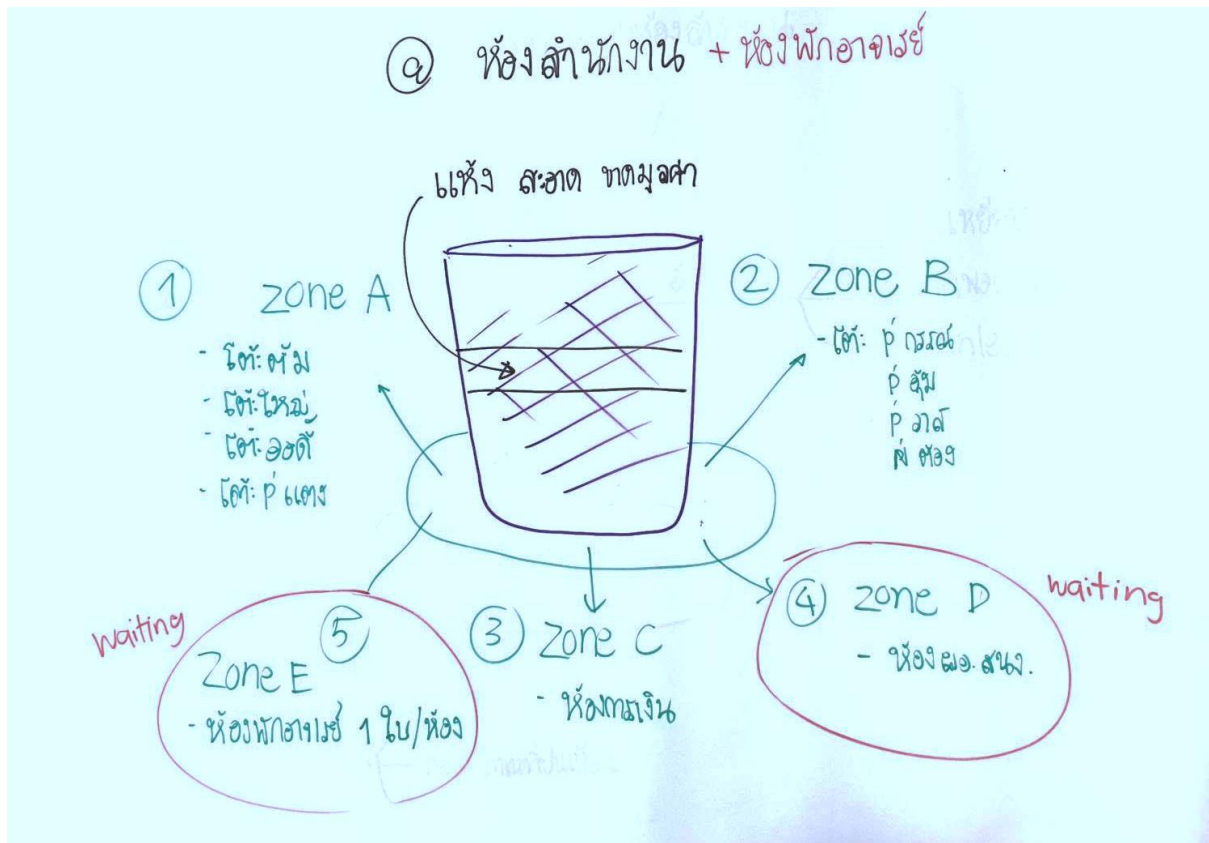 @ ห้องสำนักงาน + ห้องพักอาจารย์
แห้ง สะอาด ขาดมูลค่า
① zone A
- โต๊ะตั้ม
- โต๊ะใหญ่
- โต๊ะออดี้
- โต๊ะ P'แตง
② zone B
- โต๊ะ P'กรรณ์
P'ตุ้ม
P'วาส
P'ต้อง
waiting
⑤
Zone E
- ห้องพักอาจารย์ 1 ใบ/ห้อง
③ Zone C
- ห้องการเงิน
④ zone D
- ห้องผอ.สนง.
waiting